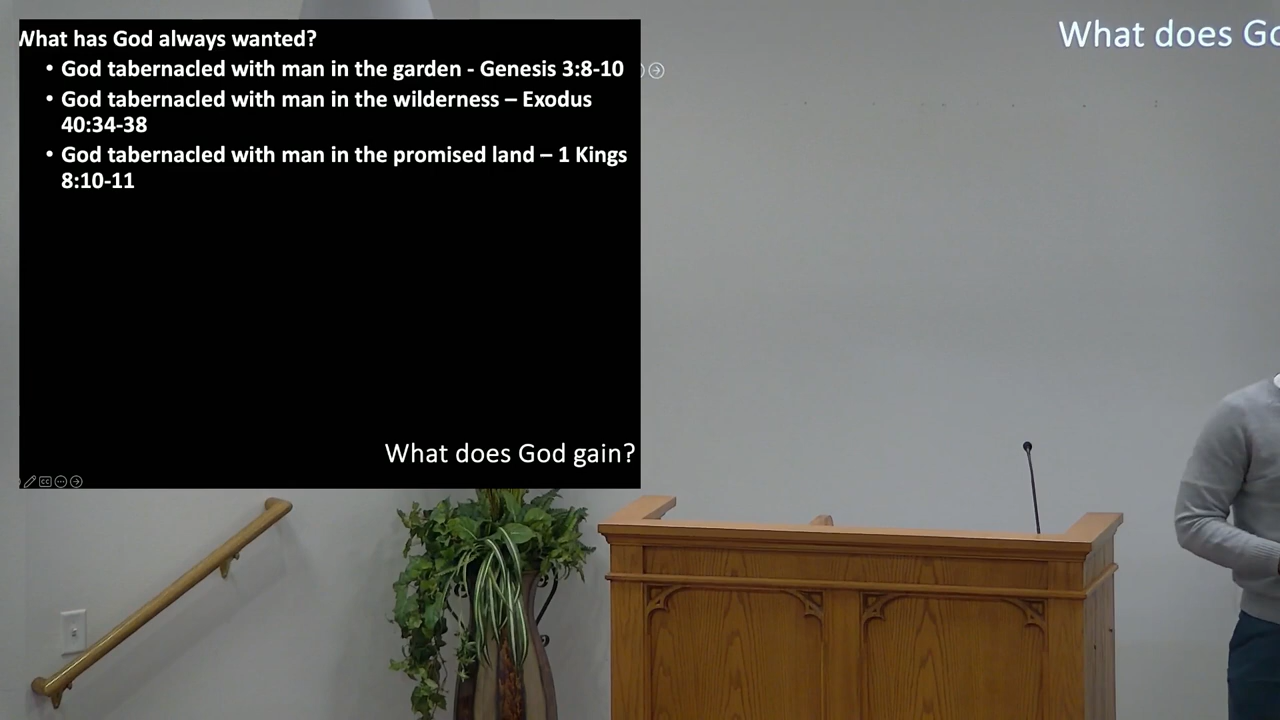 What has God always wanted?
• God tabernacled with man in the garden - Genesis 3:8-10
• God tabernacled with man in the wilderness – Exodus
40:34-38
• God tabernacled with man in the promised land – 1 Kings
8:10-11
What does God gain?
What does Go